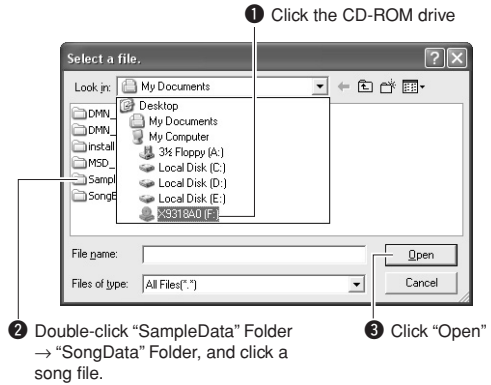 ❶ Click the CD-ROM drive
Select a file.
Look in: My Documents
Desktop
My Documents
My Computer
3½ Floppy (A:)
Local Disk (C:)
Local Disk (D:)
Local Disk (E:)
X9318A0 (F:)
DMN_
DMN_
install
MSD_
Sampl
SongE
File name:
Open
Files of type: All Files(*.*)
Cancel
❷ Double-click “SampleData” Folder
→ “SongData” Folder, and click a
song file.
❸ Click “Open”